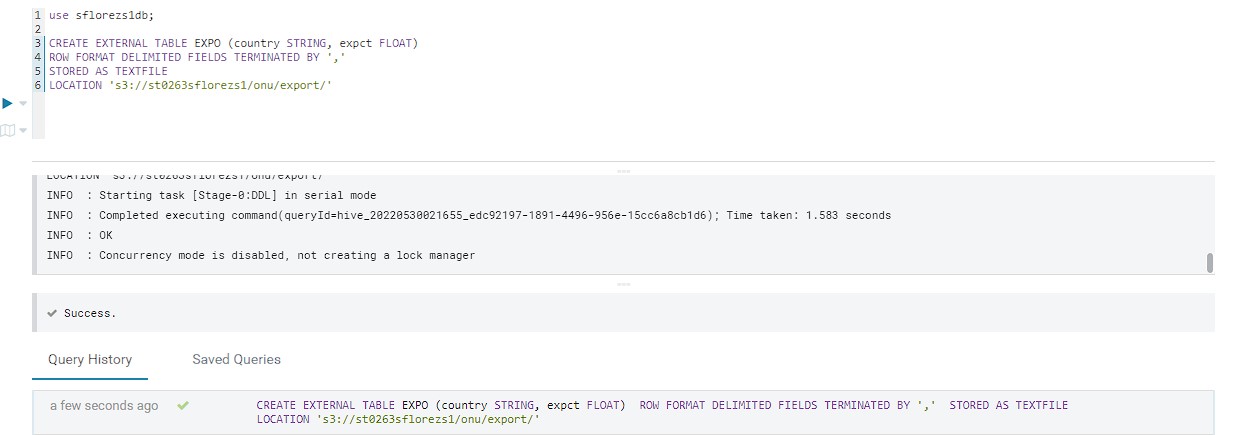 1 use sflorezs1db;
2
3 CREATE EXTERNAL TABLE EXPO (country STRING, expct FLOAT)
4 ROW FORMAT DELIMITED FIELDS TERMINATED BY ','
5 STORED AS TEXTFILE
6 LOCATION 's3://st0263sflorezs1/onu/export/'
LOCATION 's3://st0263sflorezs1/onu/export/'
INFO : Starting task [Stage-0:DDL] in serial mode
INFO : Completed executing command(queryId=hive_20220530021655_edc92197-1891-4496-956e-15cc6a8cb1d6); Time taken: 1.583 seconds
INFO : OK
INFO : Concurrency mode is disabled, not creating a lock manager
Success.
Query History Saved Queries
a few seconds ago CREATE EXTERNAL TABLE EXPO (country STRING, expct FLOAT) ROW FORMAT DELIMITED FIELDS TERMINATED BY ',' STORED AS TEXTFILE
LOCATION 's3://st0263sflorezs1/onu/export/'